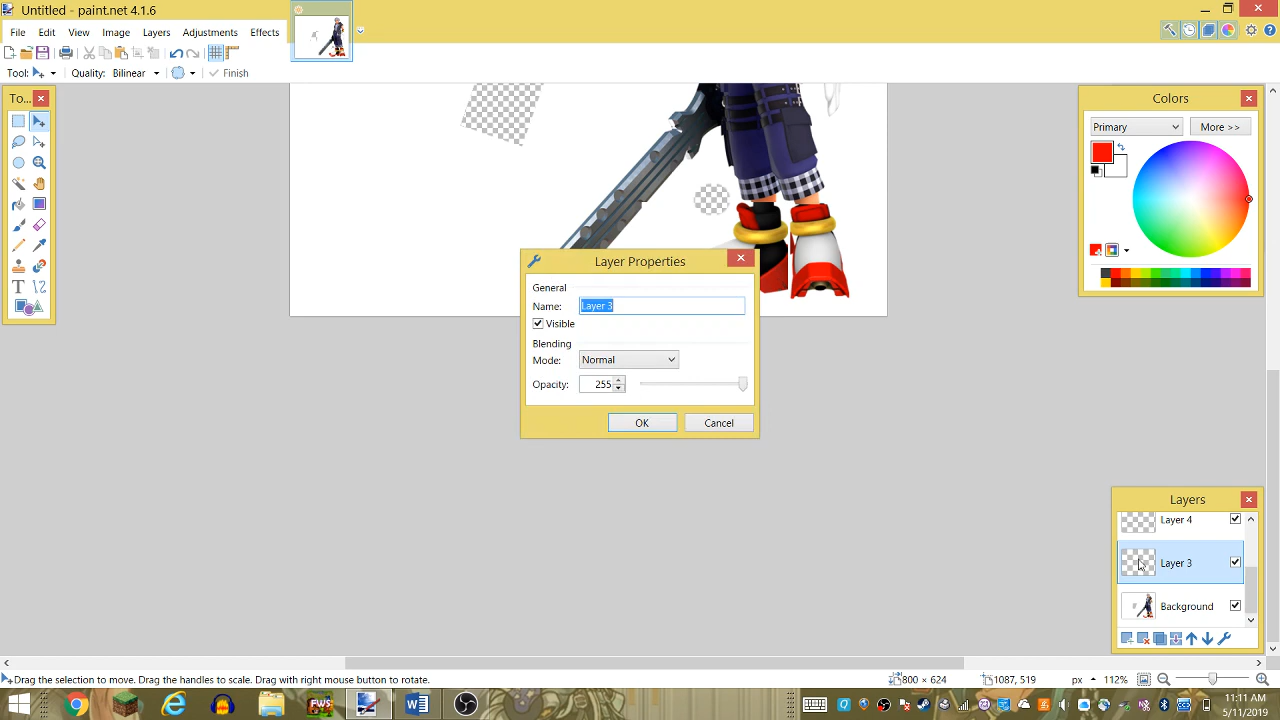 Untitled - paint.net 4.1.6
File Edit View Image Layers Adjustments Effects
Tool: Quality: Bilinear Finish
To...
Colors
Primary More >>
Layer Properties
General
Name: Layer 3
Visible
Blending
Mode: Normal
Opacity: 255
OK Cancel
Layers
Layer 4
Layer 3
Background
Drag the selection to move. Drag the handles to scale. Drag with right mouse button to rotate. 800 × 624 1087, 519 px 112%
FWS
11:11 AM
5/11/2019